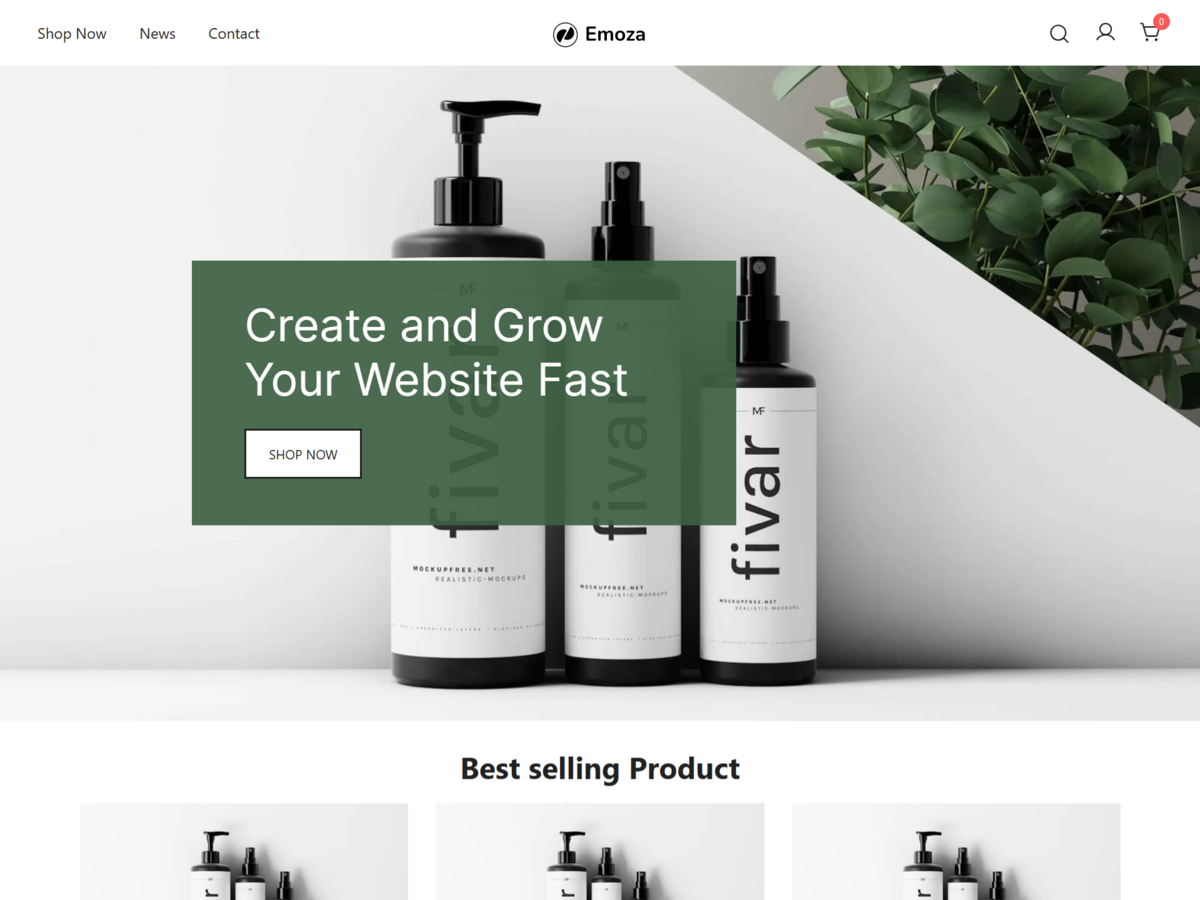 Shop Now
News
Contact
Emoza
0
MF
MF
MF
Create and Grow
Your Website Fast
SHOP NOW
fivar
fivar
fivar
MOCKUPFREE.NET
REALISTIC-MOCKUPS
MOCKUPFREE.NET
REALISTIC-MOCKUPS
MOCKUPFREE.NET
REALISTIC-MOCKUPS
Best selling Product